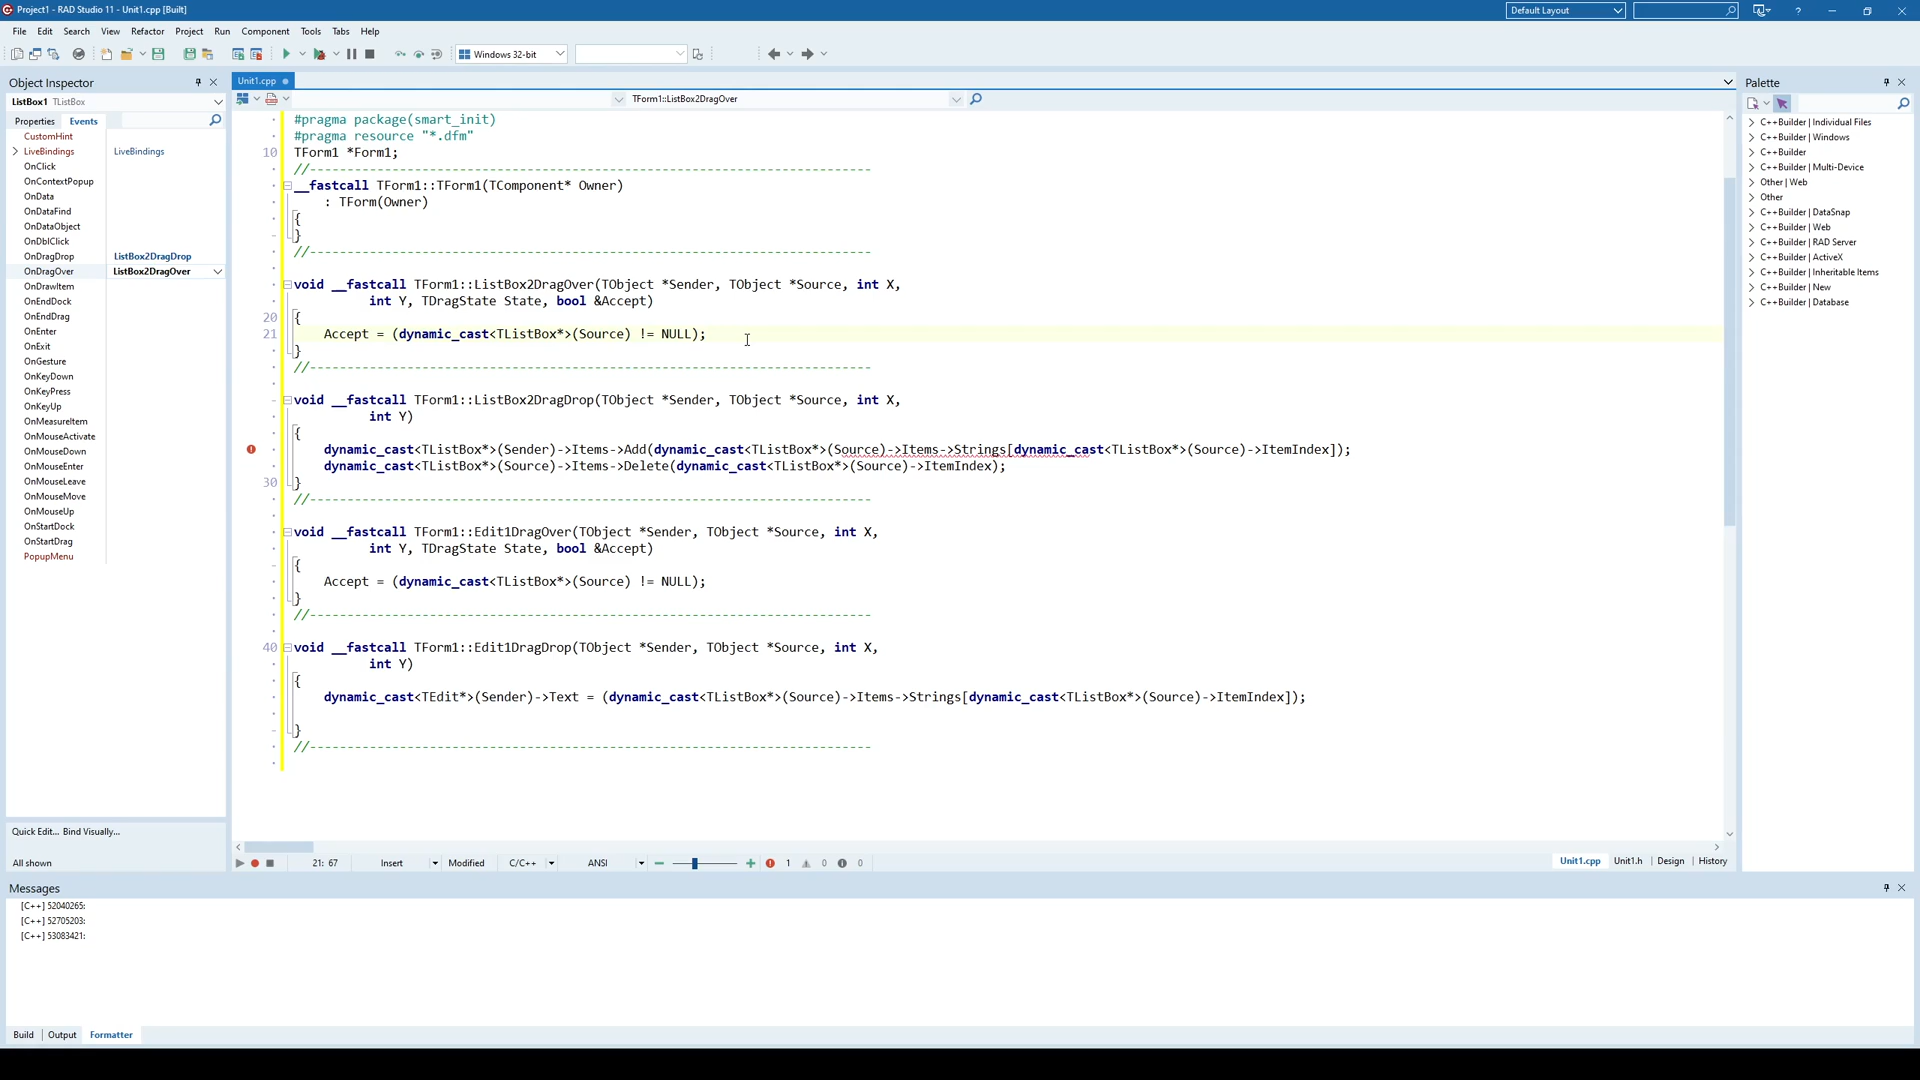 Project1 - RAD Studio 11 - Unit1.cpp [Built]
Default Layout
File Edit Search View Refactor Project Run Component Tools Tabs Help
Windows 32-bit
Object Inspector
ListBox1 TListBox
Properties Events
CustomHint
LiveBindings LiveBindings
OnClick
OnContextPopup
OnData
OnDataFind
OnDataObject
OnDblClick
OnDragDrop ListBox2DragDrop
OnDragOver ListBox2DragOver
OnDrawItem
OnEndDock
OnEndDrag
OnEnter
OnExit
OnGesture
OnKeyDown
OnKeyPress
OnKeyUp
OnMeasureItem
OnMouseActivate
OnMouseDown
OnMouseEnter
OnMouseLeave
OnMouseMove
OnMouseUp
OnStartDock
OnStartDrag
PopupMenu
Quick Edit... Bind Visually...
All shown
Unit1.cpp
TForm1::ListBox2DragOver
#pragma package(smart_init)
#pragma resource "*.dfm"
10 TForm1 *Form1;
//---------------------------------------------------------------------------
__fastcall TForm1::TForm1(TComponent* Owner)
: TForm(Owner)
{
}
//---------------------------------------------------------------------------
void __fastcall TForm1::ListBox2DragOver(TObject *Sender, TObject *Source, int X,
int Y, TDragState State, bool &Accept)
20 {
21 Accept = (dynamic_cast<TListBox*>(Source) != NULL);
}
//---------------------------------------------------------------------------
void __fastcall TForm1::ListBox2DragDrop(TObject *Sender, TObject *Source, int X,
int Y)
{
dynamic_cast<TListBox*>(Sender)->Items->Add(dynamic_cast<TListBox*>(Source)->Items->Strings[dynamic_cast<TListBox*>(Source)->ItemIndex]);
dynamic_cast<TListBox*>(Source)->Items->Delete(dynamic_cast<TListBox*>(Source)->ItemIndex);
30 }
//---------------------------------------------------------------------------
void __fastcall TForm1::Edit1DragOver(TObject *Sender, TObject *Source, int X,
int Y, TDragState State, bool &Accept)
{
Accept = (dynamic_cast<TListBox*>(Source) != NULL);
}
//---------------------------------------------------------------------------
40 void __fastcall TForm1::Edit1DragDrop(TObject *Sender, TObject *Source, int X,
int Y)
{
dynamic_cast<TEdit*>(Sender)->Text = (dynamic_cast<TListBox*>(Source)->Items->Strings[dynamic_cast<TListBox*>(Source)->ItemIndex]);
}
//---------------------------------------------------------------------------
21: 67 Insert Modified C/C++ ANSI 1 0 0
Unit1.cpp Unit1.h Design History
Palette
C++Builder | Individual Files
C++Builder | Windows
C++Builder
C++Builder | Multi-Device
Other | Web
Other
C++Builder | DataSnap
C++Builder | Web
C++Builder | RAD Server
C++Builder | ActiveX
C++Builder | Inheritable Items
C++Builder | New
C++Builder | Database
Messages
[C++] 52040265:
[C++] 52705203:
[C++] 53083421:
Build Output Formatter